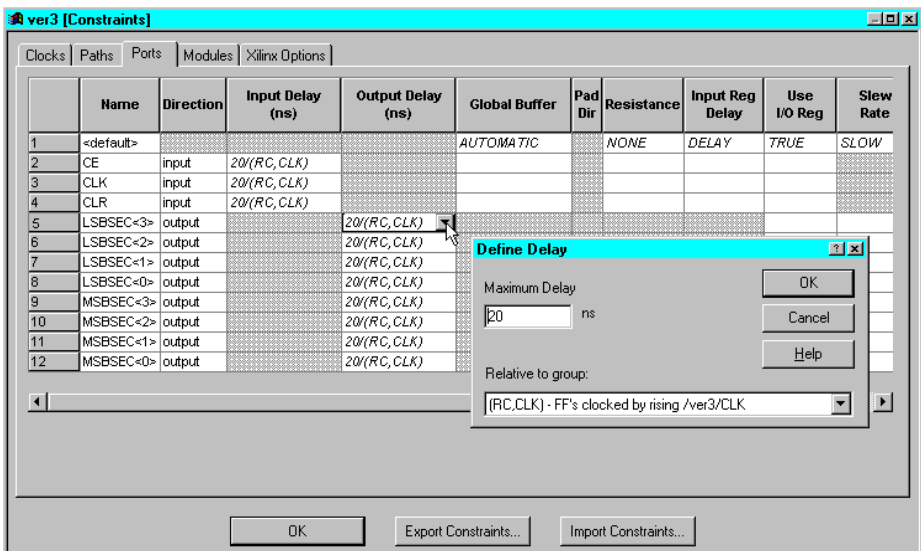 ver3 [Constraints]
Clocks Paths Ports Modules Xilinx Options
Name Direction Input Delay (ns) Output Delay (ns) Global Buffer Pad Dir Resistance Input Reg Delay Use I/O Reg Slew Rate
1 <default> AUTOMATIC NONE DELAY TRUE SLOW
2 CE input 20/(RC,CLK)
3 CLK input 20/(RC,CLK)
4 CLR input 20/(RC,CLK)
5 LSBSEC<3> output 20/(RC,CLK)
6 LSBSEC<2> output 20/(RC,CLK)
7 LSBSEC<1> output 20/(RC,CLK)
8 LSBSEC<0> output 20/(RC,CLK)
9 MSBSEC<3> output 20/(RC,CLK)
10 MSBSEC<2> output 20/(RC,CLK)
11 MSBSEC<1> output 20/(RC,CLK)
12 MSBSEC<0> output 20/(RC,CLK)
Define Delay
Maximum Delay
20 ns
OK
Cancel
Help
Relative to group:
(RC,CLK) - FF's clocked by rising /ver3/CLK
OK Export Constraints... Import Constraints...